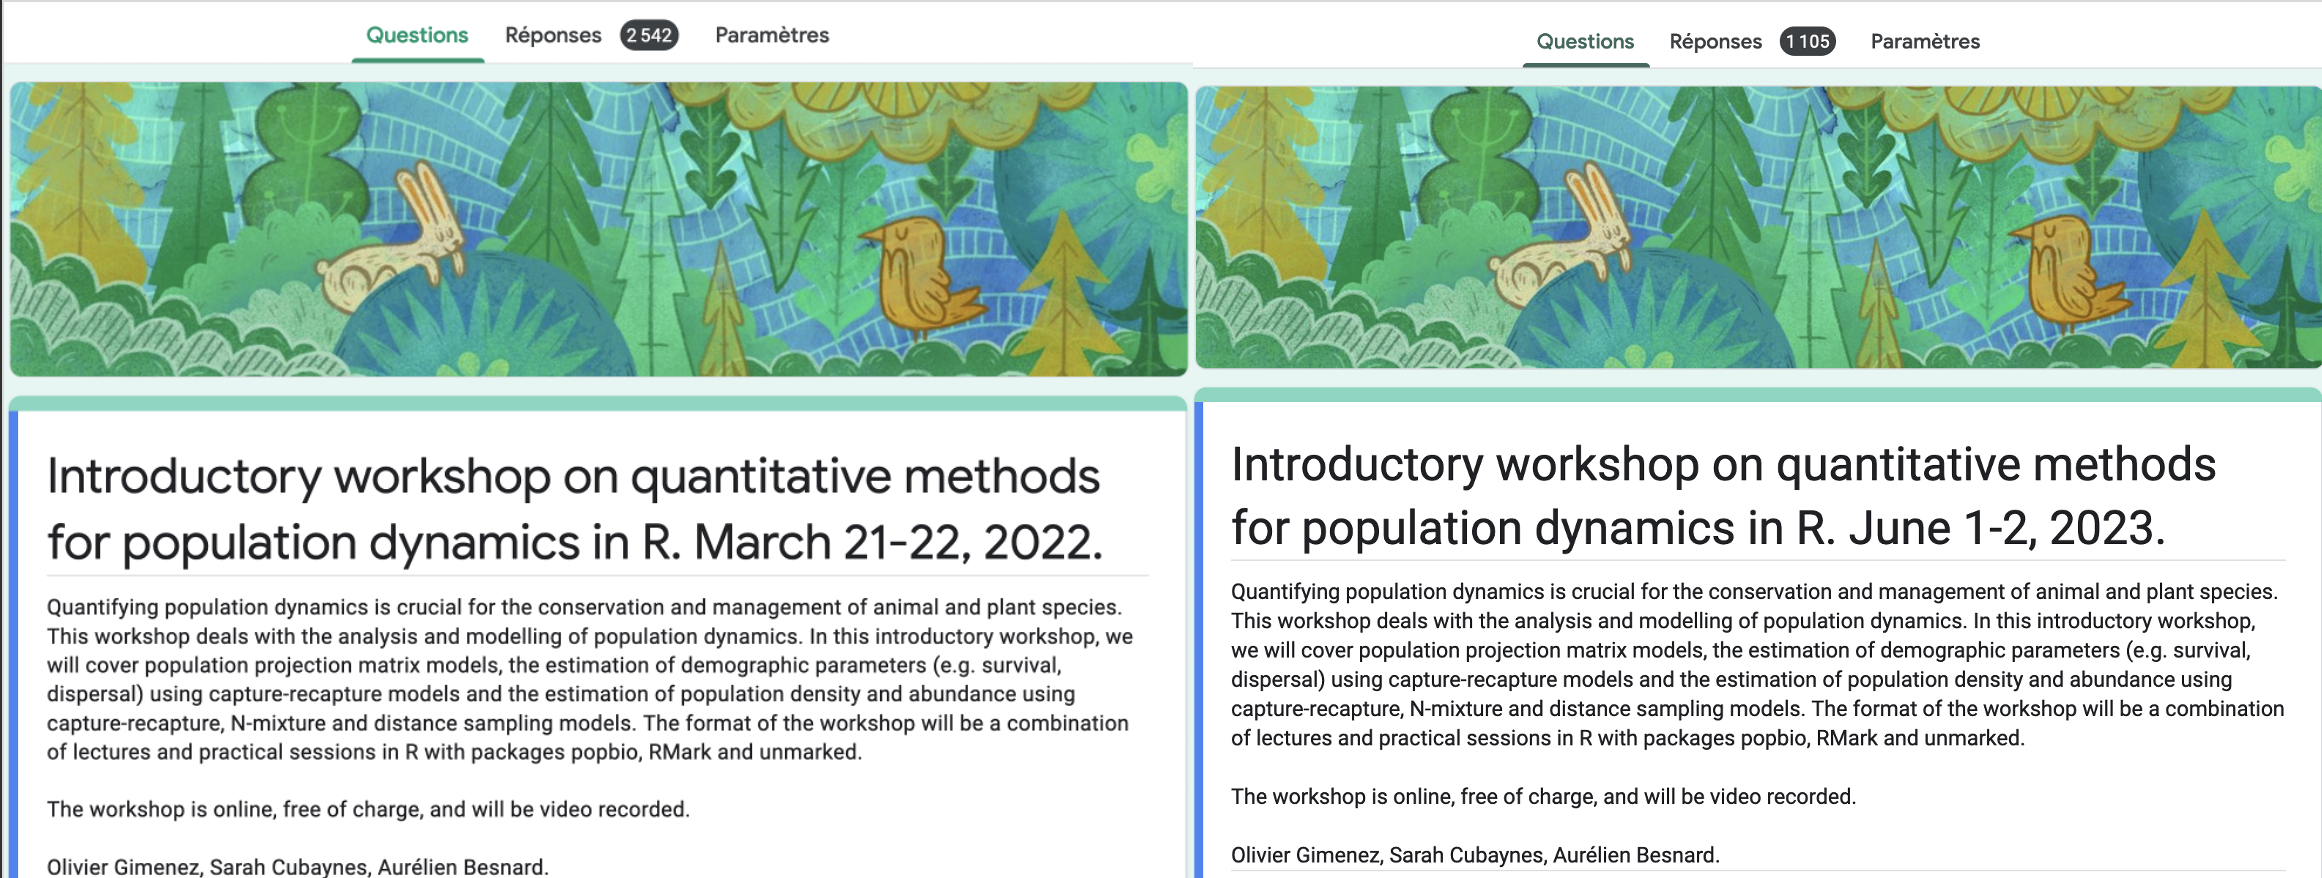 Questions Réponses 2 542 Paramètres
Introductory workshop on quantitative methods
for population dynamics in R. March 21-22, 2022.
Quantifying population dynamics is crucial for the conservation and management of animal and plant species.
This workshop deals with the analysis and modelling of population dynamics. In this introductory workshop, we
will cover population projection matrix models, the estimation of demographic parameters (e.g. survival,
dispersal) using capture-recapture models and the estimation of population density and abundance using
capture-recapture, N-mixture and distance sampling models. The format of the workshop will be a combination
of lectures and practical sessions in R with packages popbio, RMark and unmarked.
The workshop is online, free of charge, and will be video recorded.
Olivier Gimenez, Sarah Cubaynes, Aurélien Besnard.
Questions Réponses 1 105 Paramètres
Introductory workshop on quantitative methods
for population dynamics in R. June 1-2, 2023.
Quantifying population dynamics is crucial for the conservation and management of animal and plant species.
This workshop deals with the analysis and modelling of population dynamics. In this introductory workshop,
we will cover population projection matrix models, the estimation of demographic parameters (e.g. survival,
dispersal) using capture-recapture models and the estimation of population density and abundance using
capture-recapture, N-mixture and distance sampling models. The format of the workshop will be a combination
of lectures and practical sessions in R with packages popbio, RMark and unmarked.
The workshop is online, free of charge, and will be video recorded.
Olivier Gimenez, Sarah Cubaynes, Aurélien Besnard.